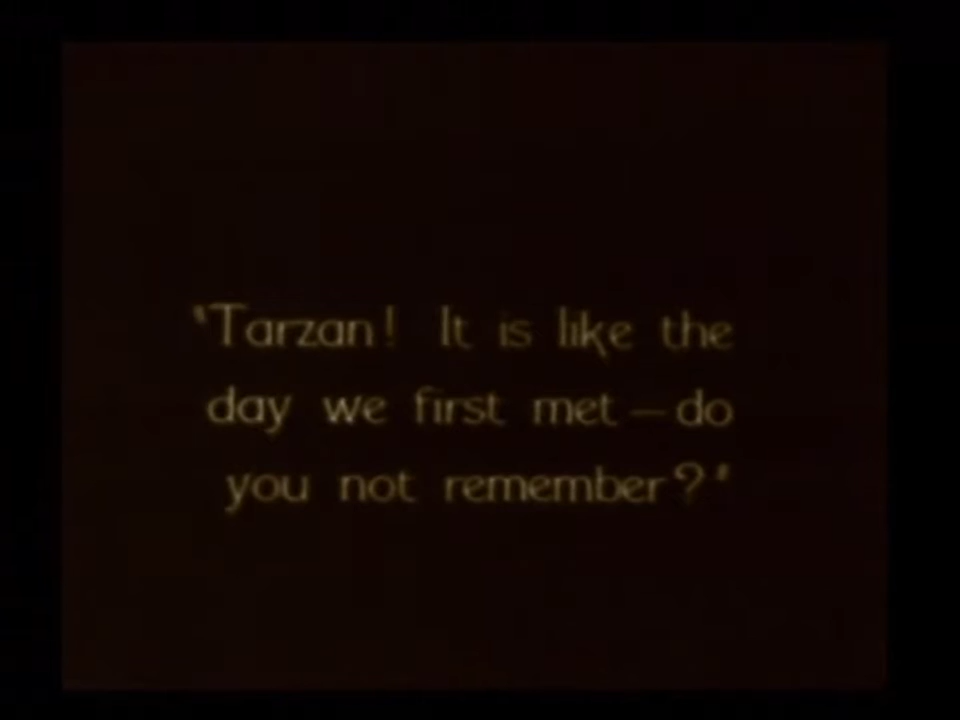 "Tarzan! It is like the
day we first met—do
you not remember?"